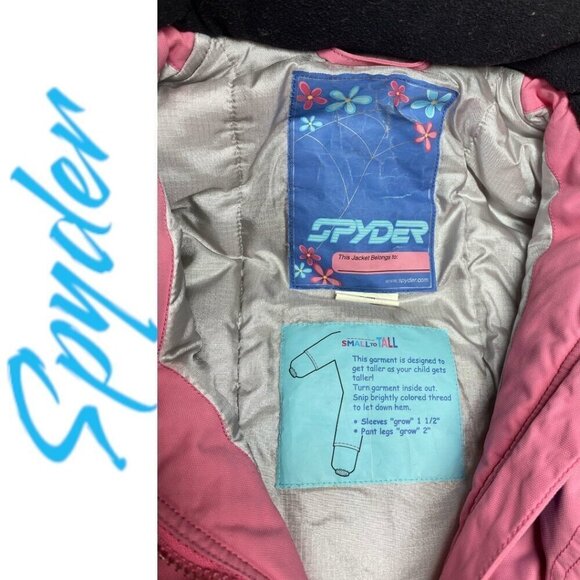 Spyder
SPYDER
This Jacket Belongs to:
www.spyder.com
SMALL TO TALL
This garment is designed to
get taller as your child gets
taller!
Turn garment inside out.
Snip brightly colored thread
to let down hem.
• Sleeves "grow" 1 1/2"
• Pant legs "grow" 2"